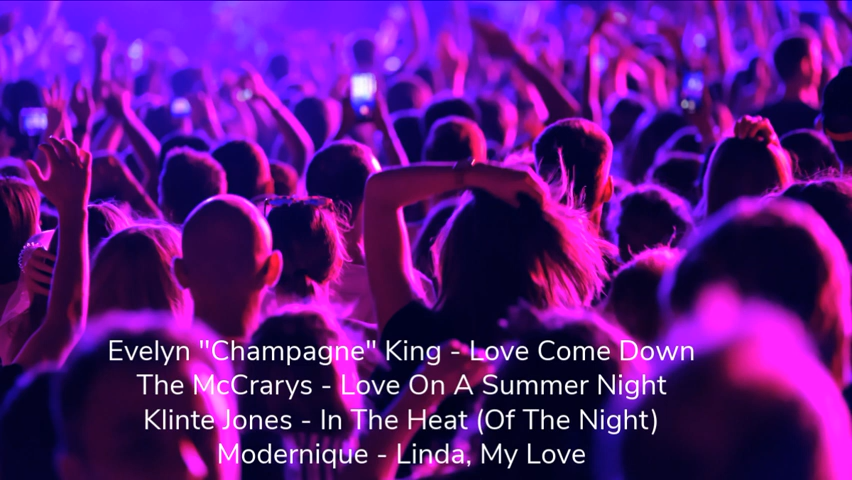 Evelyn "Champagne" King - Love Come Down
The McCrarys - Love On A Summer Night
Klinte Jones - In The Heat (Of The Night)
Modernique - Linda, My Love